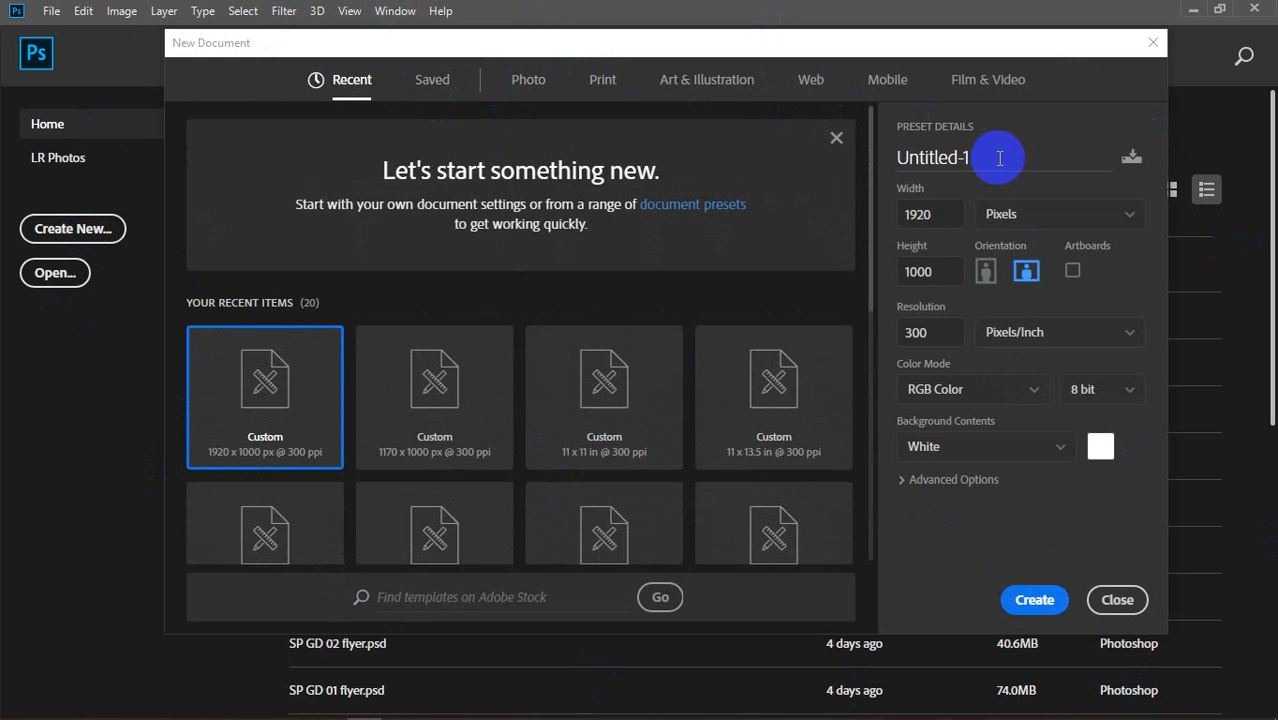 Ps File Edit Image Layer Type Select Filter 3D View Window Help
Ps
New Document
Recent Saved Photo Print Art & Illustration Web Mobile Film & Video
Home
LR Photos
Create New...
Open...
Let's start something new.
Start with your own document settings or from a range of document presets
to get working quickly.
YOUR RECENT ITEMS (20)
Custom
1920 x 1000 px @ 300 ppi
Custom
1170 x 1000 px @ 300 ppi
Custom
11 x 11 in @ 300 ppi
Custom
11 x 13.5 in @ 300 ppi
Find templates on Adobe Stock Go
PRESET DETAILS
Untitled-1
Width
1920 Pixels
Height Orientation Artboards
1000
Resolution
300 Pixels/Inch
Color Mode
RGB Color 8 bit
Background Contents
White
Advanced Options
Create Close
SP GD 02 flyer.psd 4 days ago 40.6MB Photoshop
SP GD 01 flyer.psd 4 days ago 74.0MB Photoshop